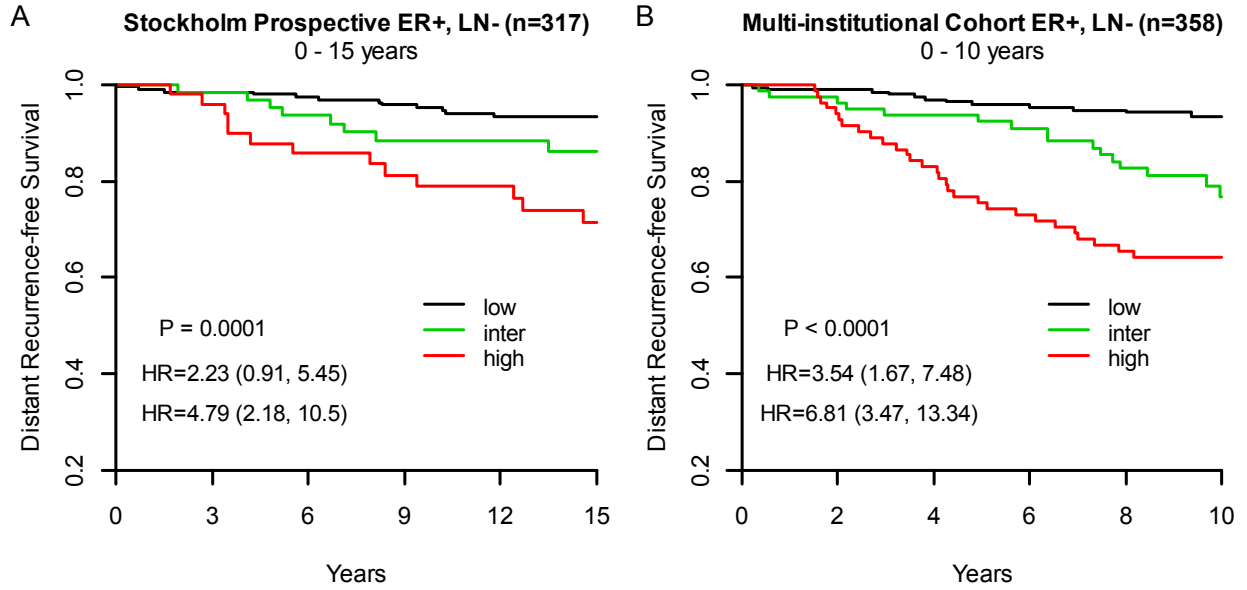 A
Stockholm Prospective ER+, LN- (n=317)
0 - 15 years
Distant Recurrence-free Survival
1.0
0.8
0.6
0.4
0.2
low
inter
high
P = 0.0001
HR=2.23 (0.91, 5.45)
HR=4.79 (2.18, 10.5)
0 3 6 9 12 15
Years
B
Multi-institutional Cohort ER+, LN- (n=358)
0 - 10 years
Distant Recurrence-free Survival
1.0
0.8
0.6
0.4
0.2
low
inter
high
P < 0.0001
HR=3.54 (1.67, 7.48)
HR=6.81 (3.47, 13.34)
0 2 4 6 8 10
Years